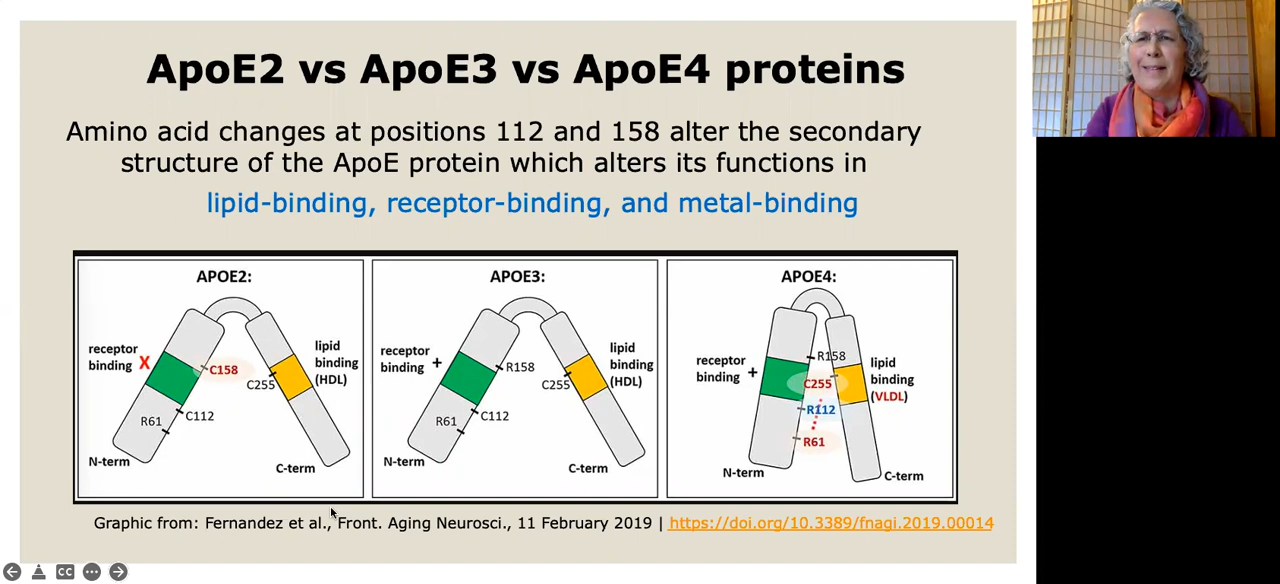 ApoE2 vs ApoE3 vs ApoE4 proteins
Amino acid changes at positions 112 and 158 alter the secondary
structure of the ApoE protein which alters its functions in
lipid-binding, receptor-binding, and metal-binding
APOE2:
receptor
binding X
C158
C255
lipid
binding
(HDL)
R61
C112
N-term
C-term
APOE3:
receptor
binding +
R158
C255
lipid
binding
(HDL)
R61
C112
N-term
C-term
APOE4:
receptor
binding +
R158
C255
R112
R61
lipid
binding
(VLDL)
N-term
C-term
Graphic from: Fernandez et al., Front. Aging Neurosci., 11 February 2019 | https://doi.org/10.3389/fnagi.2019.00014
CC